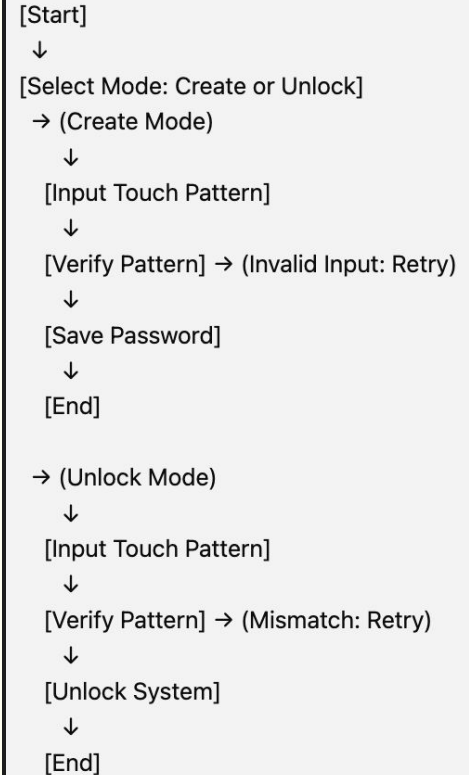 [Start]
↓
[Select Mode: Create or Unlock]
→ (Create Mode)
↓
[Input Touch Pattern]
↓
[Verify Pattern] → (Invalid Input: Retry)
↓
[Save Password]
↓
[End]
→ (Unlock Mode)
↓
[Input Touch Pattern]
↓
[Verify Pattern] → (Mismatch: Retry)
↓
[Unlock System]
↓
[End]